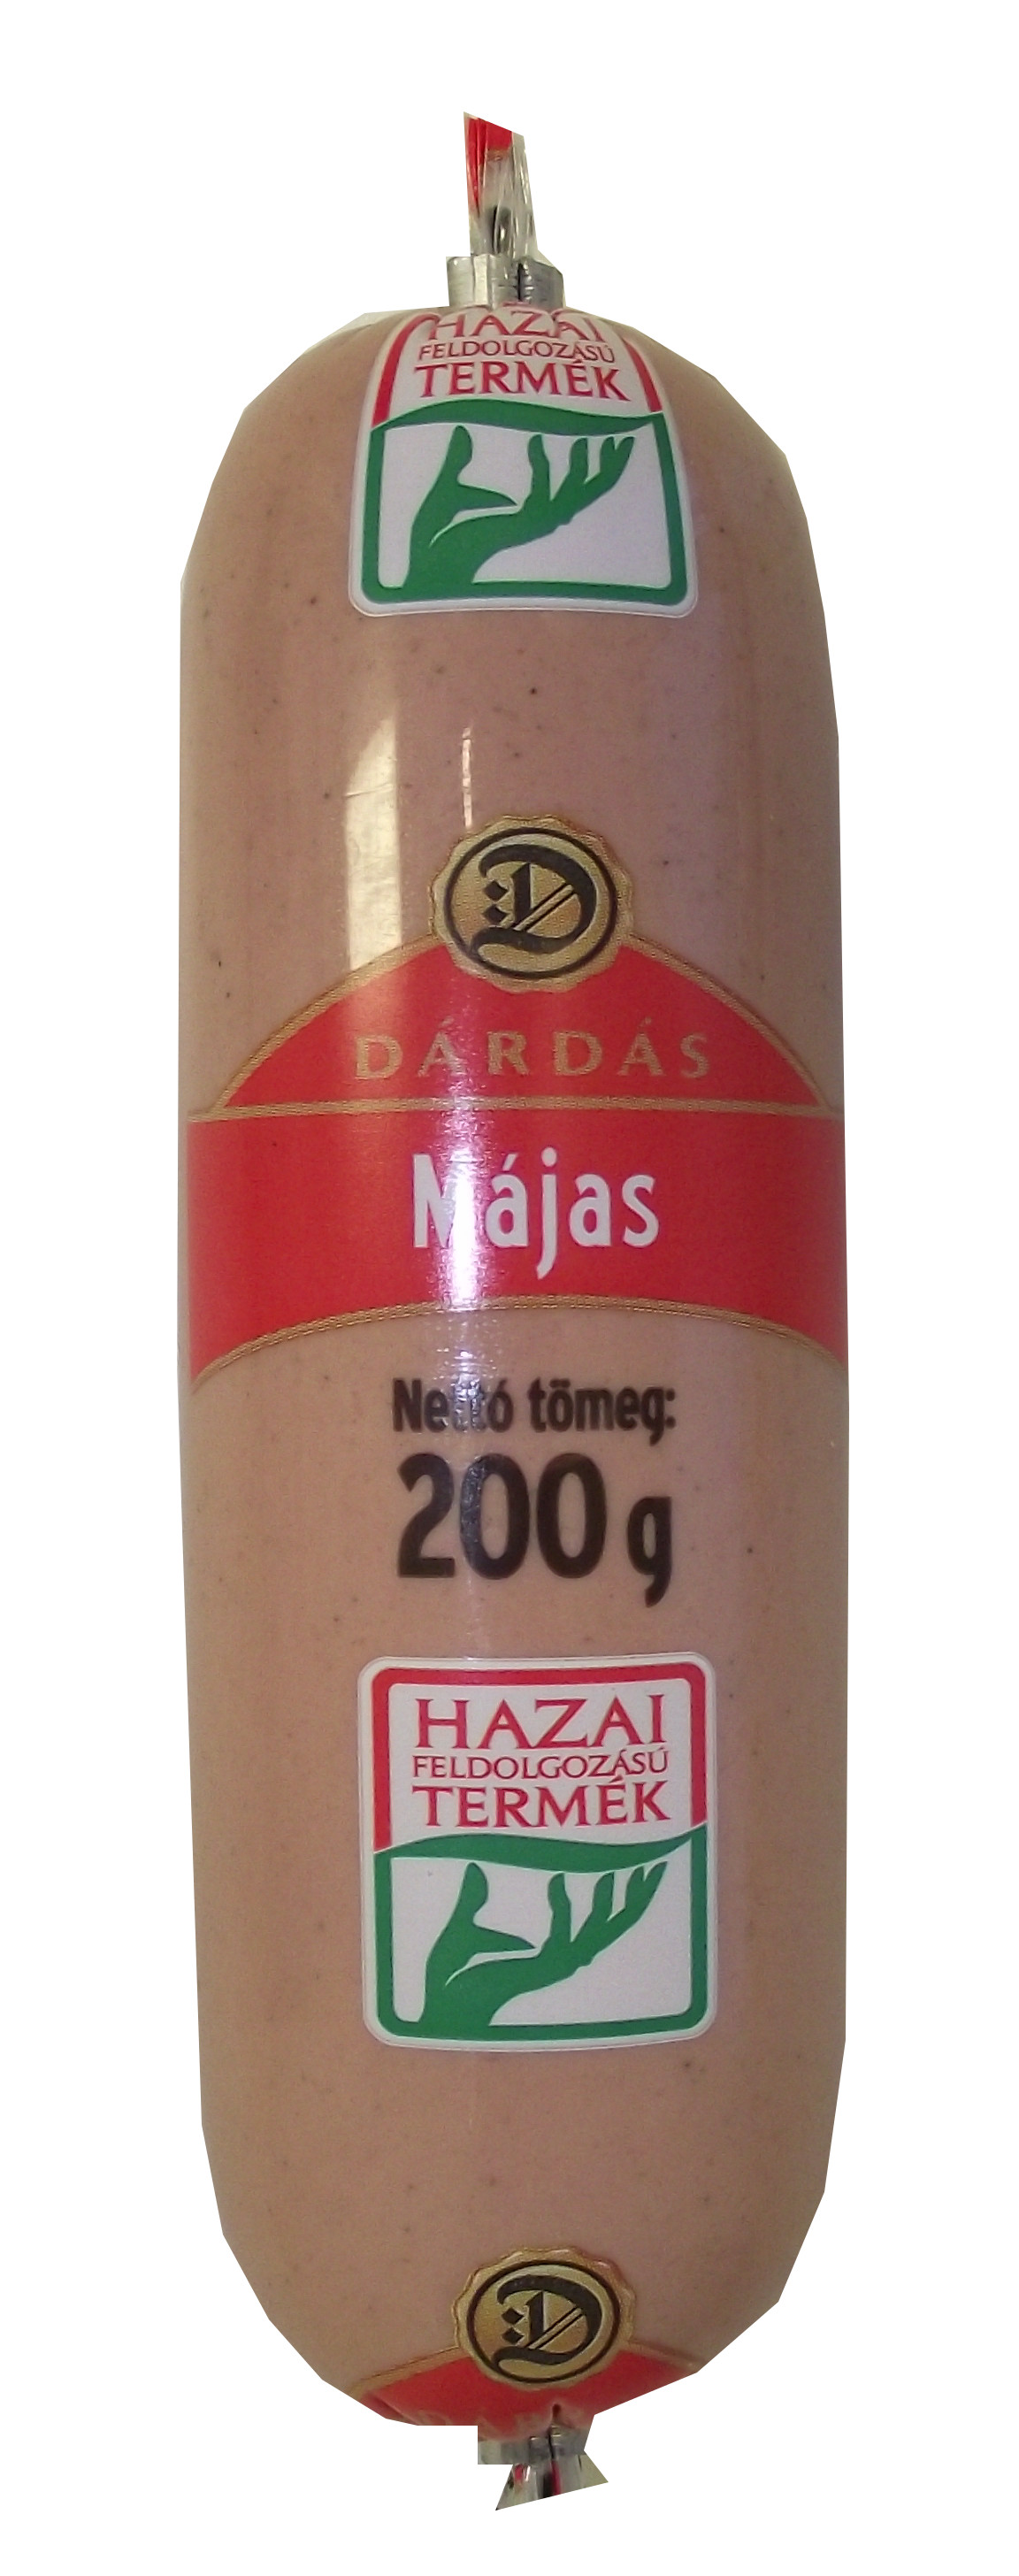 HAZAI
FELDOLGOZÁSÚ
TERMÉK
D
DÁRDÁS
Májas
Nettó tömeg:
200 g
HAZAI
FELDOLGOZÁSÚ
TERMÉK
D